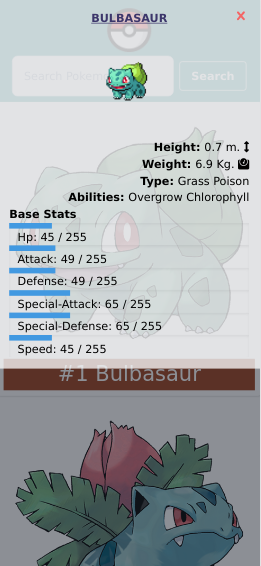 BULBASAUR
×
Search Pokemon
Search
Height: 0.7 m.
Weight: 6.9 Kg.
Type: Grass Poison
Abilities: Overgrow Chlorophyll
Base Stats
Hp: 45 / 255
Attack: 49 / 255
Defense: 49 / 255
Special-Attack: 65 / 255
Special-Defense: 65 / 255
Speed: 45 / 255
#1 Bulbasaur